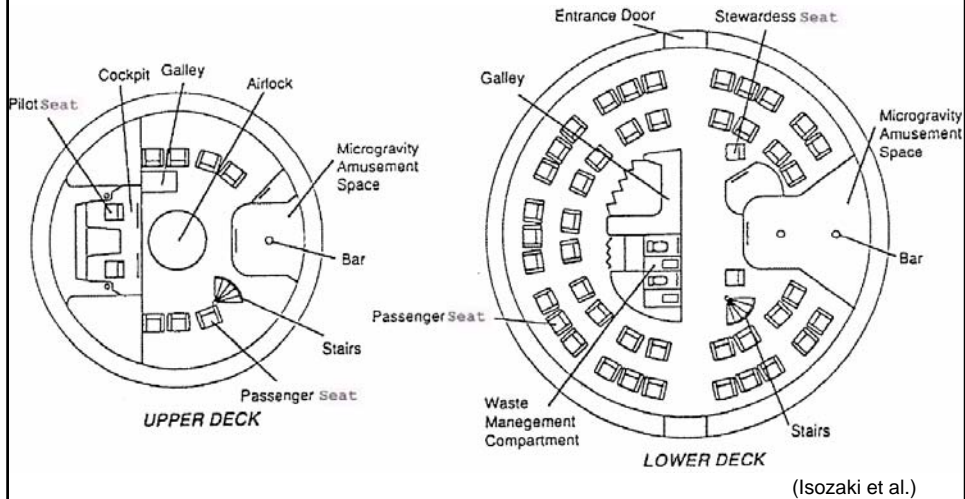 Cockpit
Galley
Airlock
Pilot Seat
Microgravity
Amusement
Space
Bar
Stairs
Passenger Seat
UPPER DECK
Entrance Door
Stewardess Seat
Galley
Microgravity
Amusement
Space
Bar
Passenger Seat
Waste
Manegement
Compartment
Stairs
LOWER DECK
(Isozaki et al.)